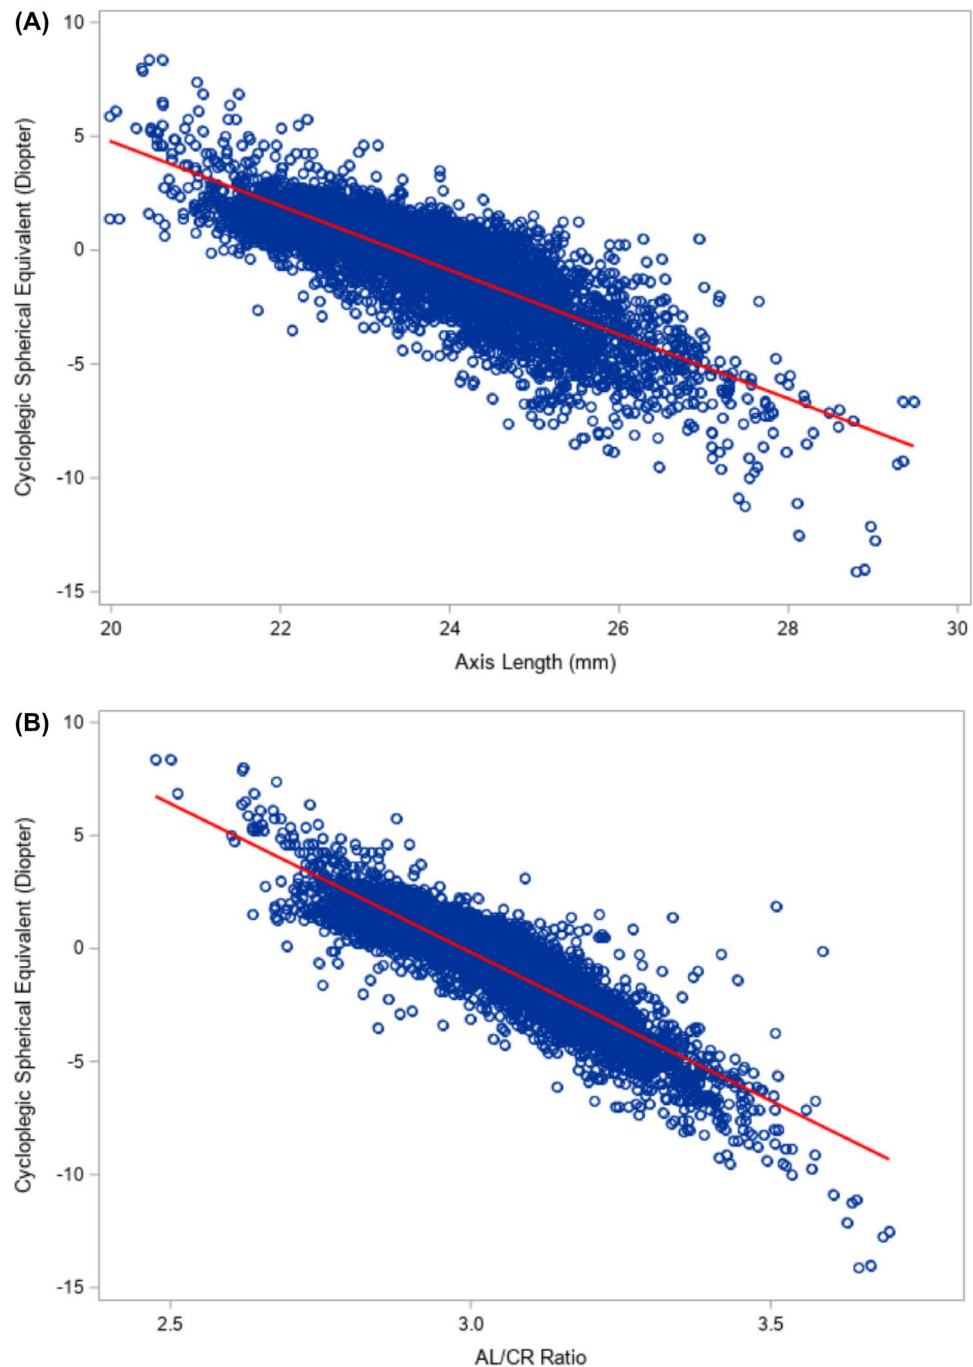 (A)
Cycloplegic Spherical Equivalent (Diopter)
10
5
0
-5
-10
-15
20 22 24 26 28 30
Axis Length (mm)
(B)
Cycloplegic Spherical Equivalent (Diopter)
10
5
0
-5
-10
-15
2.5 3.0 3.5
AL/CR Ratio